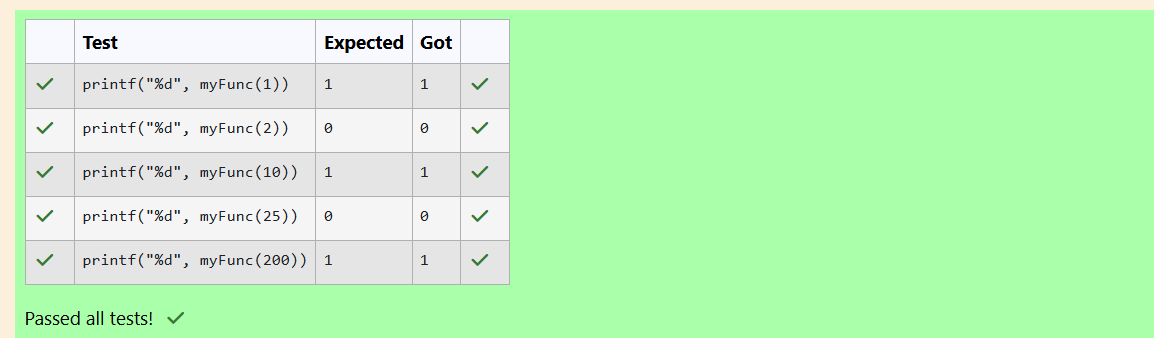 Test Expected Got
printf("%d", myFunc(1)) 1 1
printf("%d", myFunc(2)) 0 0
printf("%d", myFunc(10)) 1 1
printf("%d", myFunc(25)) 0 0
printf("%d", myFunc(200)) 1 1
Passed all tests!